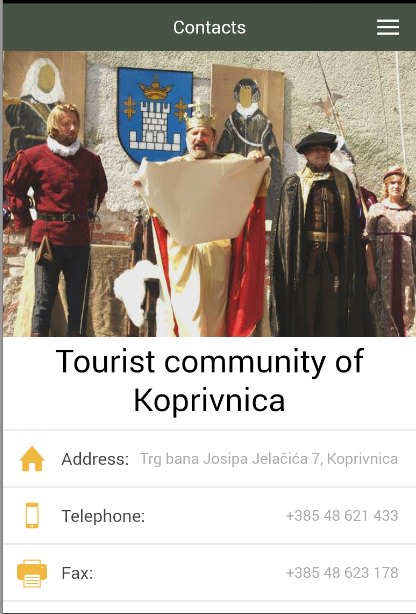 Contacts
Tourist community of
Koprivnica
Address: Trg bana Josipa Jelačića 7, Koprivnica
Telephone: +385 48 621 433
Fax: +385 48 623 178